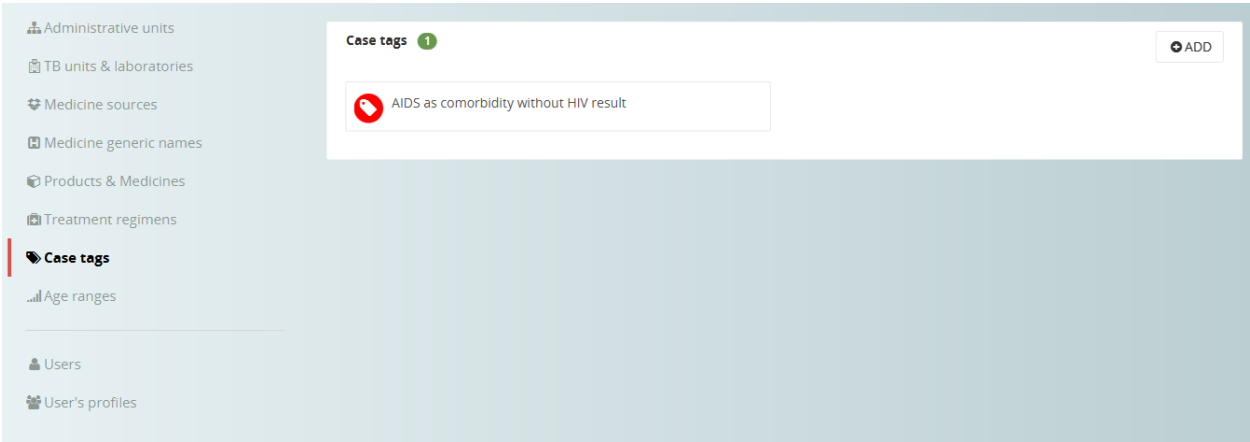 Administrative units
TB units & laboratories
Medicine sources
Medicine generic names
Products & Medicines
Treatment regimens
Case tags
Age ranges
Users
User's profiles
Case tags 1
ADD
AIDS as comorbidity without HIV result